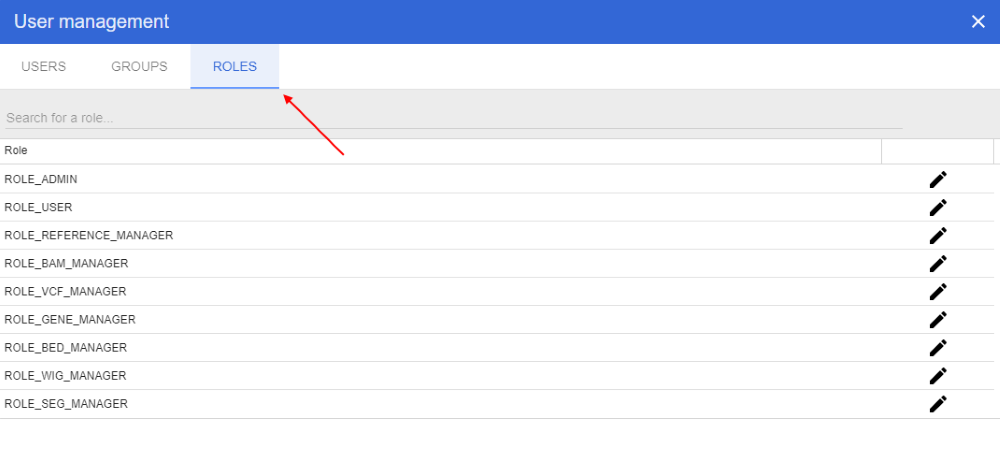 User management
USERS GROUPS ROLES
Search for a role...
Role
ROLE_ADMIN
ROLE_USER
ROLE_REFERENCE_MANAGER
ROLE_BAM_MANAGER
ROLE_VCF_MANAGER
ROLE_GENE_MANAGER
ROLE_BED_MANAGER
ROLE_WIG_MANAGER
ROLE_SEG_MANAGER